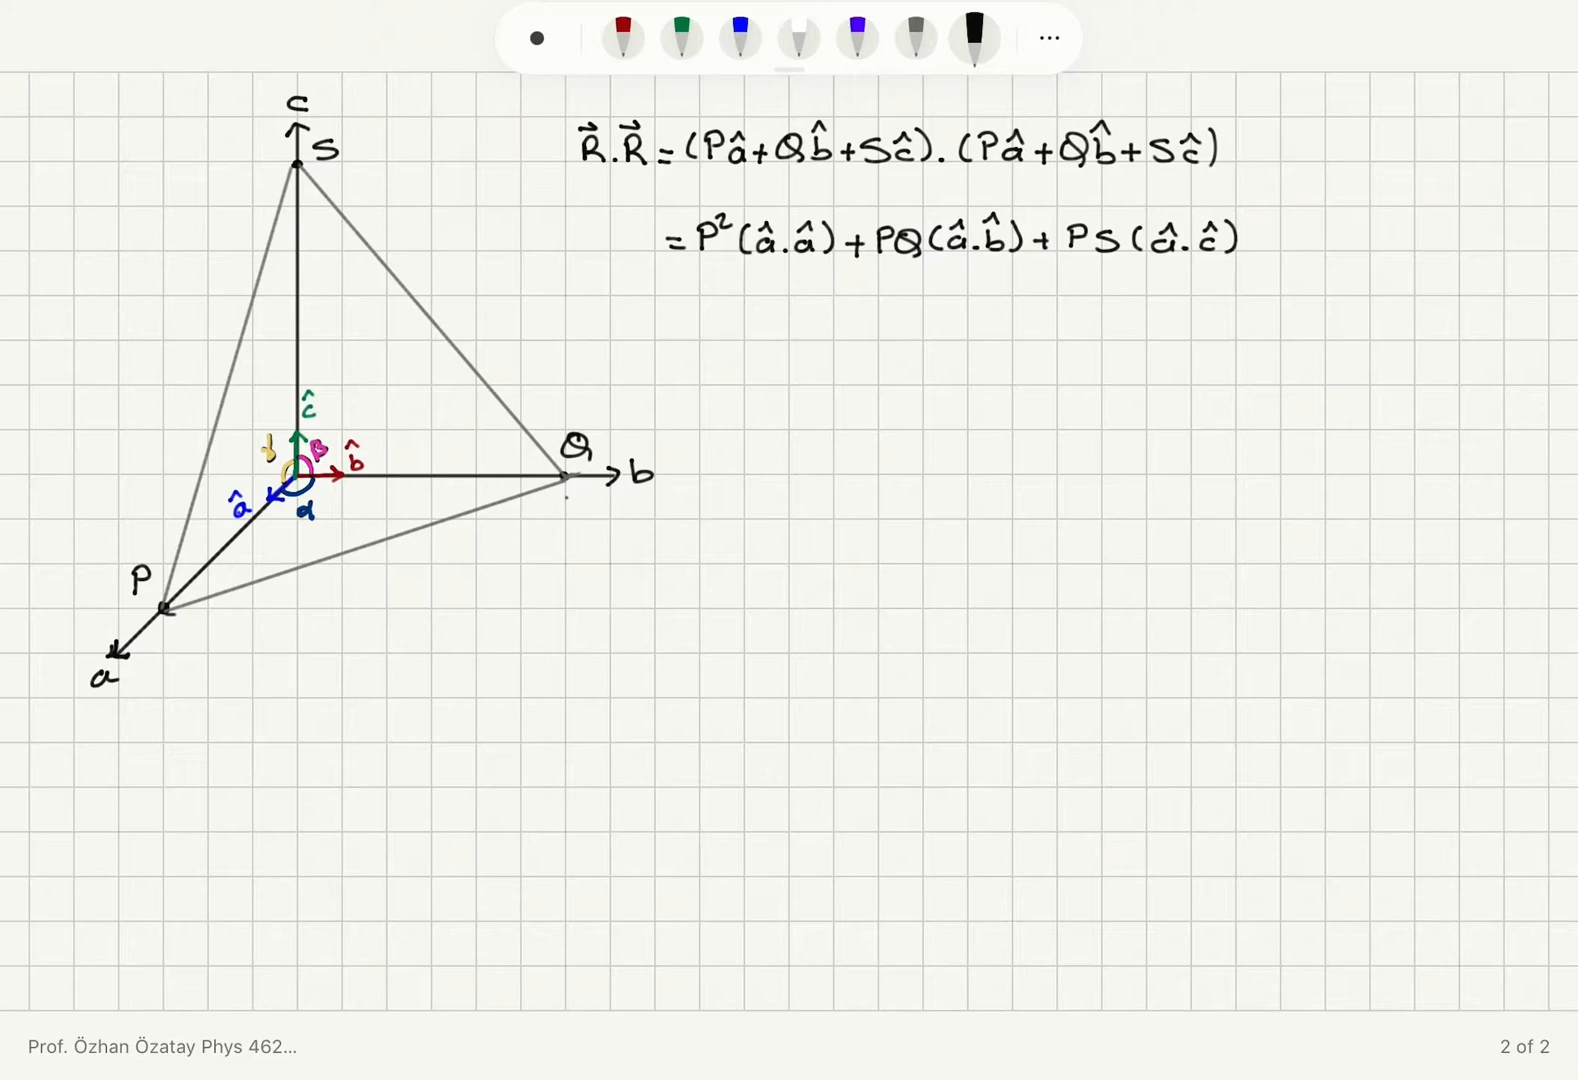 c
S
R⃗.R⃗ = (Pâ+Qb̂+Sĉ).(Pâ+Qb̂+Sĉ)
= P²(â.â)+PQ(â.b̂)+PS(â.ĉ)
ĉ
γ β b̂
Q
b
â α
P
a
Prof. Özhan Özatay Phys 462...
2 of 2